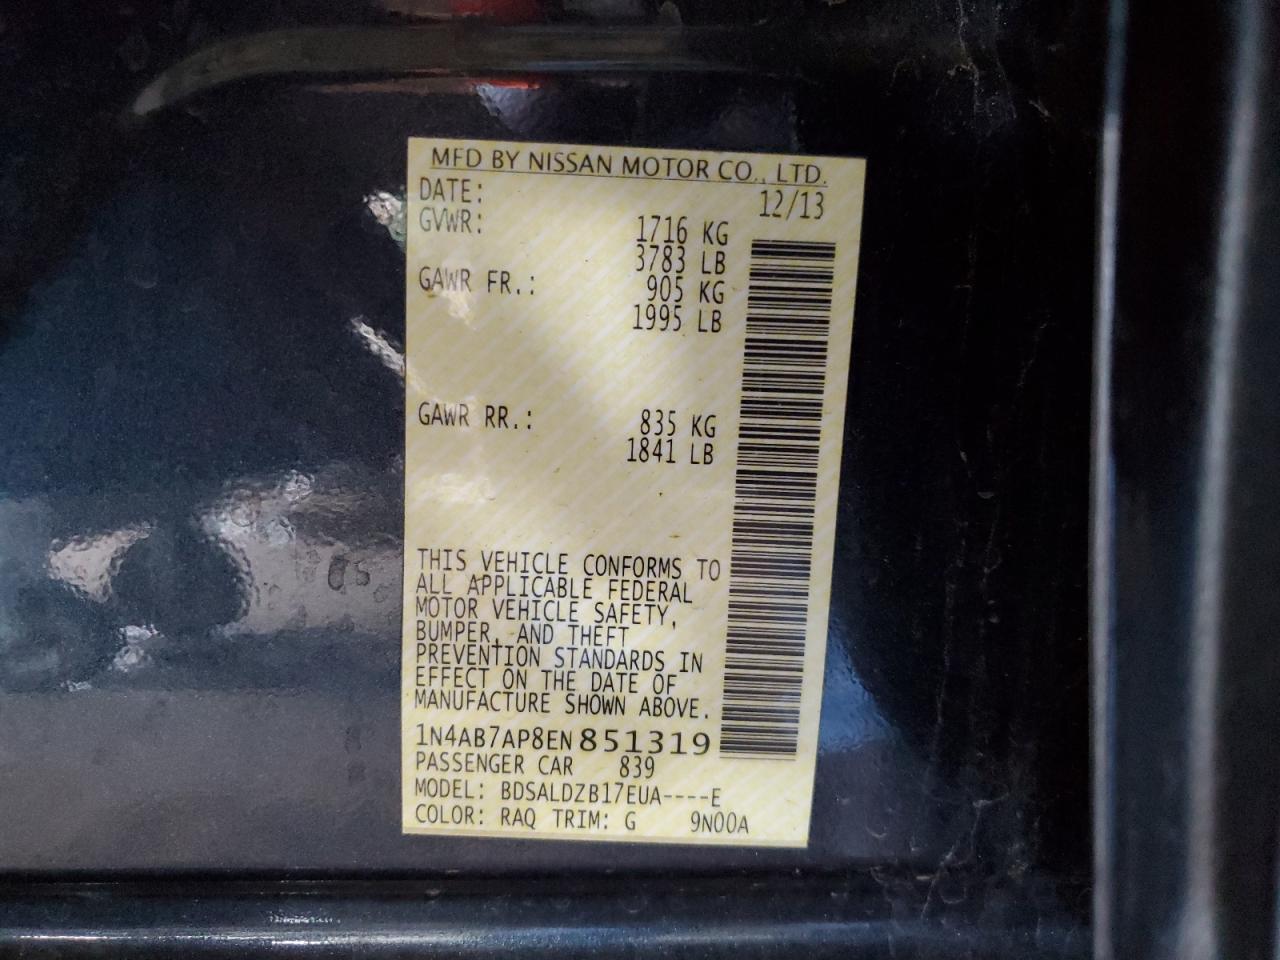 MFD BY NISSAN MOTOR CO., LTD.
DATE: 12/13
GVWR: 1716 KG
3783 LB
GAWR FR.: 905 KG
1995 LB
GAWR RR.: 835 KG
1841 LB
THIS VEHICLE CONFORMS TO
ALL APPLICABLE FEDERAL
MOTOR VEHICLE SAFETY,
BUMPER, AND THEFT
PREVENTION STANDARDS IN
EFFECT ON THE DATE OF
MANUFACTURE SHOWN ABOVE.
1N4AB7AP8EN851319
PASSENGER CAR 839
MODEL: BDSALDZB17EUA----E
COLOR: RAQ TRIM: G 9N00A